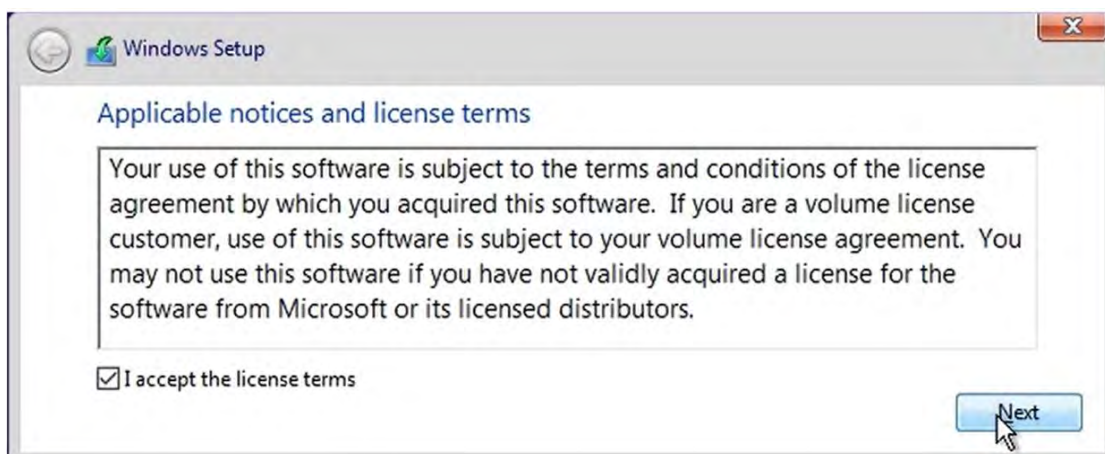 Windows Setup
Applicable notices and license terms
Your use of this software is subject to the terms and conditions of the license
agreement by which you acquired this software.  If you are a volume license
customer, use of this software is subject to your volume license agreement.  You
may not use this software if you have not validly acquired a license for the
software from Microsoft or its licensed distributors.
I accept the license terms
Next